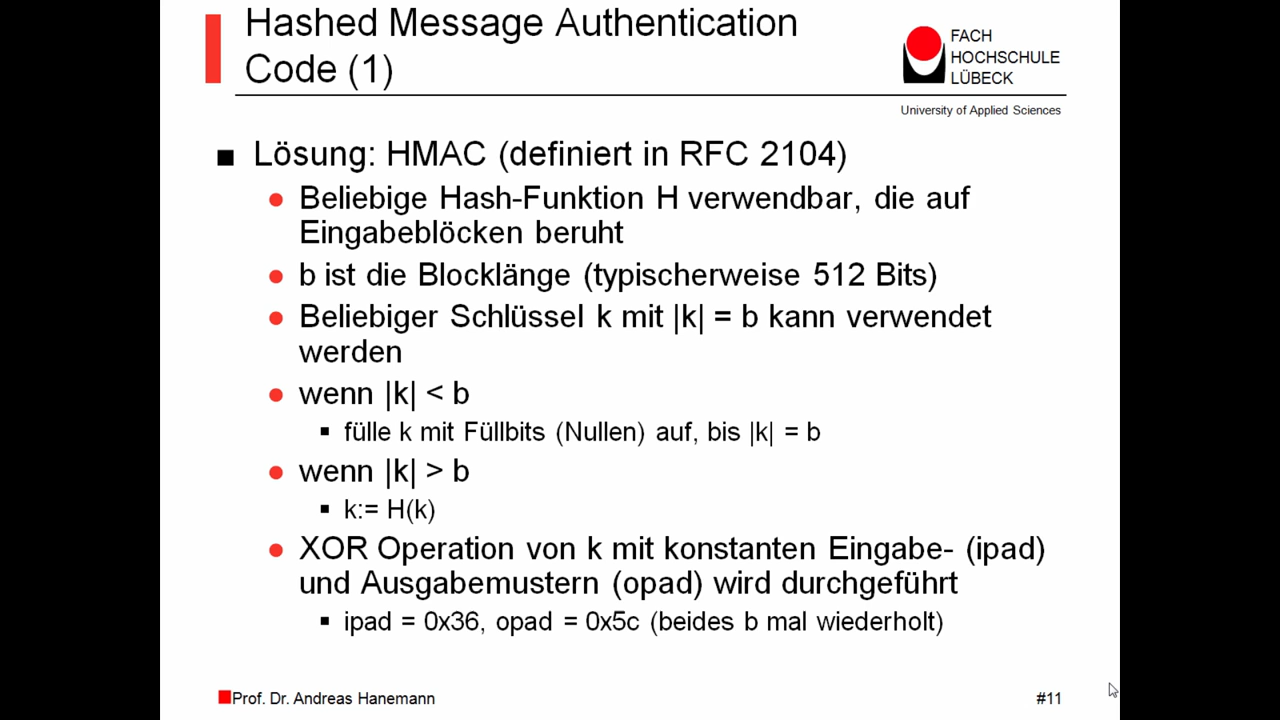 Hashed Message Authentication
Code (1)
FACH
HOCHSCHULE
LÜBECK
University of Applied Sciences
Lösung: HMAC (definiert in RFC 2104)
Beliebige Hash-Funktion H verwendbar, die auf
Eingabeblöcken beruht
b ist die Blocklänge (typischerweise 512 Bits)
Beliebiger Schlüssel k mit |k| = b kann verwendet
werden
wenn |k| < b
fülle k mit Füllbits (Nullen) auf, bis |k| = b
wenn |k| > b
k:= H(k)
XOR Operation von k mit konstanten Eingabe- (ipad)
und Ausgabemustern (opad) wird durchgeführt
ipad = 0x36, opad = 0x5c (beides b mal wiederholt)
Prof. Dr. Andreas Hanemann
#11